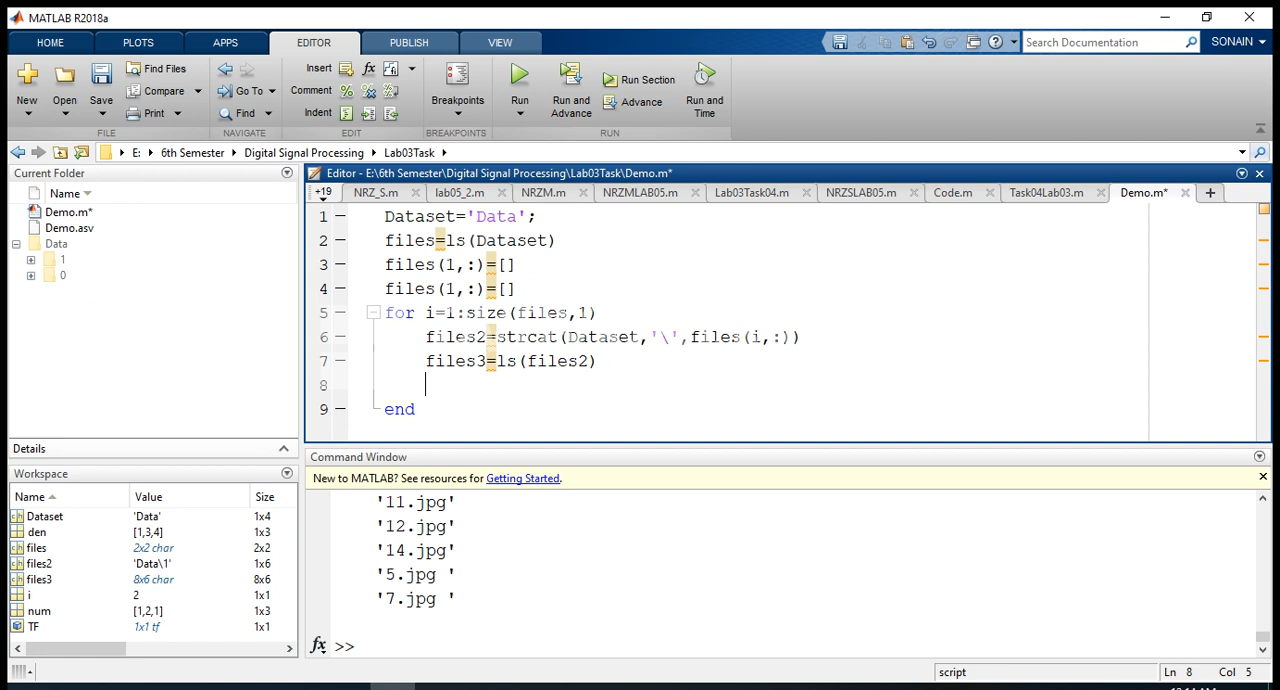 MATLAB R2018a
HOME PLOTS APPS EDITOR PUBLISH VIEW Search Documentation SONAIN
New Open Save Find Files Compare Print Go To Find Insert Comment Indent Breakpoints Run Run and Advance Run Section Advance Run and Time
FILE NAVIGATE EDIT BREAKPOINTS RUN
E: 6th Semester Digital Signal Processing Lab03Task
Current Folder
Name
Demo.m*
Demo.asv
Data
1
0
Details
Workspace
Name Value Size
Dataset 'Data' 1x4
den [1,3,4] 1x3
files 2x2 char 2x2
files2 'Data\1' 1x6
files3 8x6 char 8x6
i 2 1x1
num [1,2,1] 1x3
TF 1x1 tf 1x1
Editor - E:\6th Semester\Digital Signal Processing\Lab03Task\Demo.m*
+19 NRZ_S.m lab05_2.m NRZM.m NRZMLAB05.m Lab03Task04.m NRZSLAB05.m Code.m Task04Lab03.m Demo.m*
1 Dataset='Data';
2 files=ls(Dataset)
3 files(1,:)=[]
4 files(1,:)=[]
5 for i=1:size(files,1)
6 files2=strcat(Dataset,'\',files(i,:))
7 files3=ls(files2)
8
9 end
Command Window
New to MATLAB? See resources for Getting Started.
'11.jpg'
'12.jpg'
'14.jpg'
'5.jpg '
'7.jpg '
fx >>
script Ln 8 Col 5